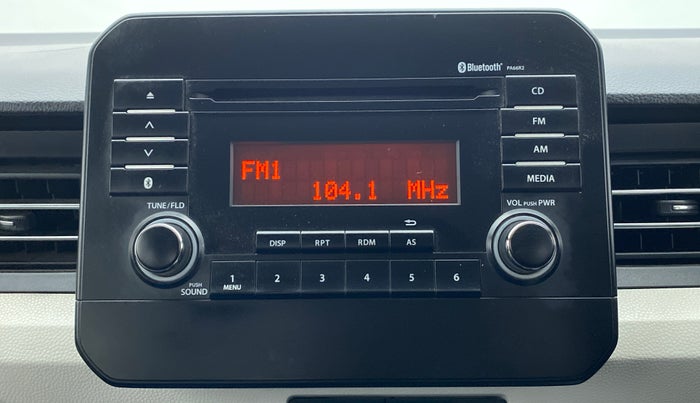 Bluetooth® PA66R2
CD
FM
AM
MEDIA
FM1
104.1 MHz
TUNE/FLD
VOL PUSH PWR
DISP RPT RDM AS
PUSH
SOUND
1 2 3 4 5 6
MENU